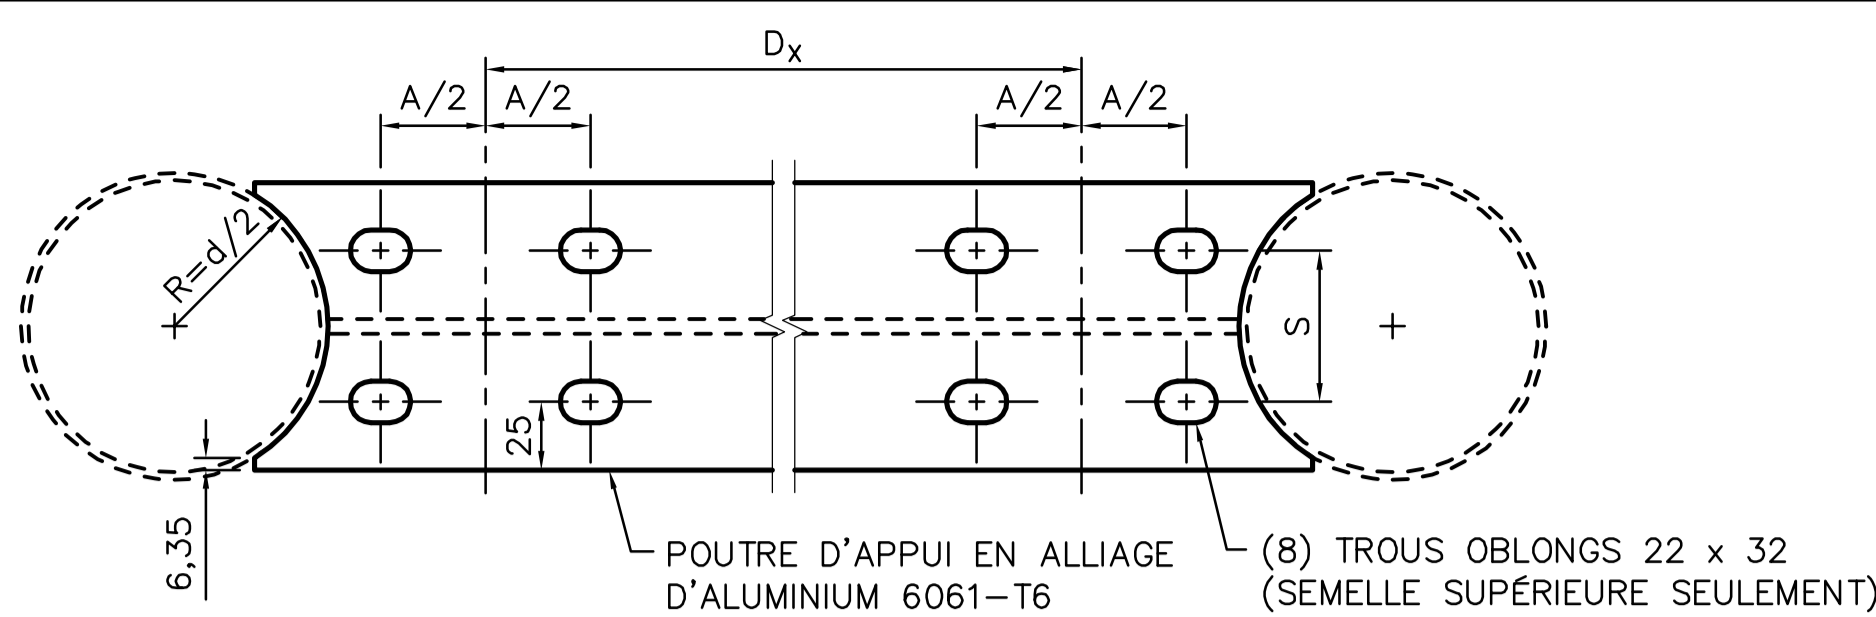 Dx
A/2 A/2 A/2 A/2
R=d/2
S
25
6,35
POUTRE D'APPUI EN ALLIAGE
D'ALUMINIUM 6061-T6
(8) TROUS OBLONGS 22 x 32
(SEMELLE SUPÉRIEURE SEULEMENT)